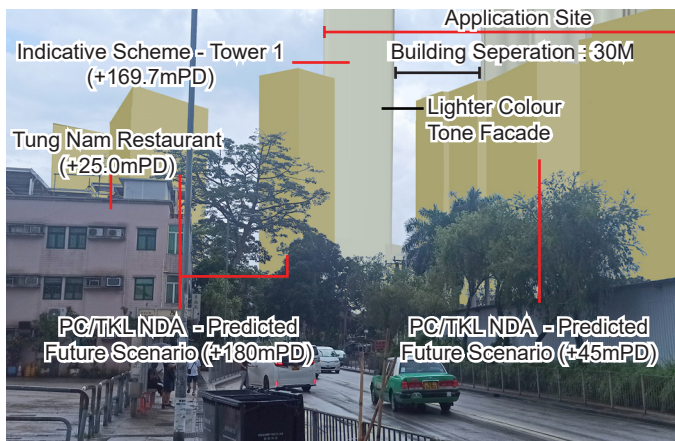 Application Site
Indicative Scheme - Tower 1
(+169.7mPD)
Building Seperation : 30M
Lighter Colour
Tone Facade
Tung Nam Restaurant
(+25.0mPD)
PC/TKL NDA - Predicted
Future Scenario (+180mPD)
PC/TKL NDA - Predicted
Future Scenario (+45mPD)